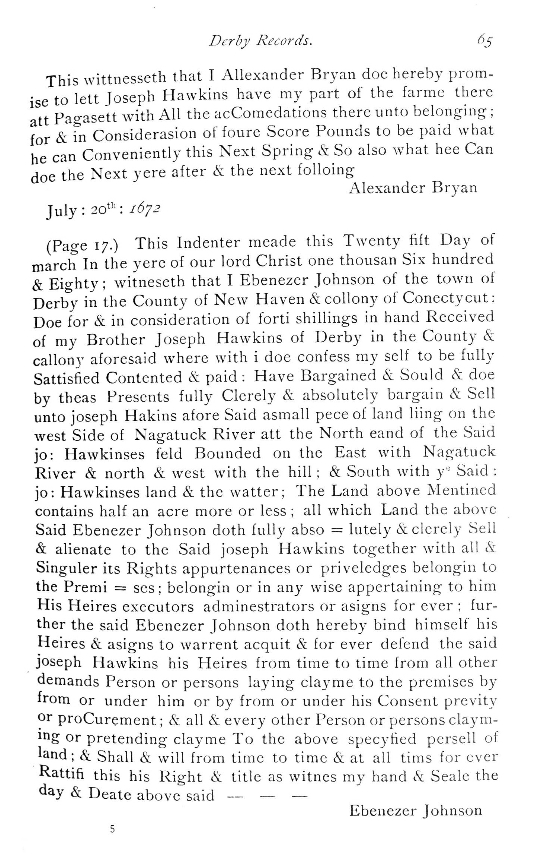 Derby Records. 65
This wittnesseth that I Allexander Bryan doe hereby prom-
ise to lett Joseph Hawkins have my part of the farme there
att Pagasett with All the acComedations there unto belonging;
for & in Considerasion of foure Score Pounds to be paid what
he can Conveniently this Next Spring & So also what hee Can
doe the Next yere after & the next folloing
Alexander Bryan
July: 20th: 1672
(Page 17.) This Indenter meade this Twenty fift Day of
march In the yere of our lord Christ one thousan Six hundred
& Eighty; witneseth that I Ebenezer Johnson of the town of
Derby in the County of New Haven & collony of Conectycut:
Doe for & in consideration of forti shillings in hand Received
of my Brother Joseph Hawkins of Derby in the County &
callony aforesaid where with i doe confess my self to be fully
Sattisfied Contented & paid: Have Bargained & Sould & doe
by theas Presents fully Clerely & absolutely bargain & Sell
unto joseph Hakins afore Said asmall pece of land liing on the
west Side of Nagatuck River att the North eand of the Said
jo: Hawkinses feld Bounded on the East with Nagatuck
River & north & west with the hill; & South with ye Said:
jo: Hawkinses land & the watter; The Land above Mentined
contains half an acre more or less; all which Land the above
Said Ebenezer Johnson doth fully abso = lutely & clerely Sell
& alienate to the Said joseph Hawkins together with all &
Singuler its Rights appurtenances or priveledges belongin to
the Premi = ses; belongin or in any wise appertaining to him
His Heires executors adminestrators or asigns for ever; fur-
ther the said Ebenezer Johnson doth hereby bind himself his
Heires & asigns to warrent acquit & for ever defend the said
joseph Hawkins his Heires from time to time from all other
demands Person or persons laying clayme to the premises by
from or under him or by from or under his Consent previty
or proCurement; & all & every other Person or persons claym-
ing or pretending clayme To the above specyfied persell of
land; & Shall & will from time to time & at all tims for ever
Rattifi this his Right & title as witnes my hand & Seale the
day & Deate above said — — —
Ebenezer Johnson
5